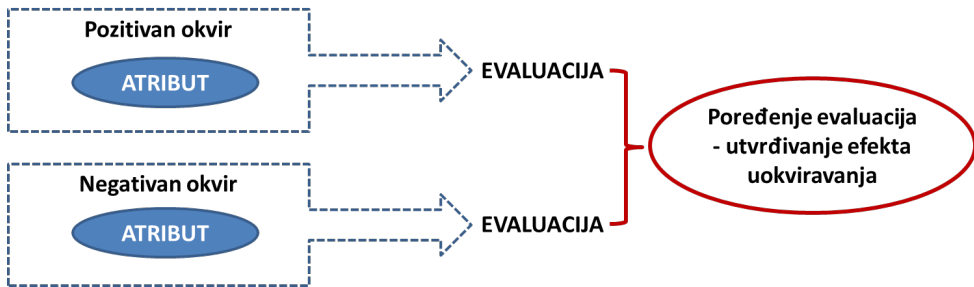 Pozitivan okvir
ATRIBUT
EVALUACIJA
Negativan okvir
ATRIBUT
EVALUACIJA
Poređenje evaluacija
- utvrđivanje efekta
uokviravanja